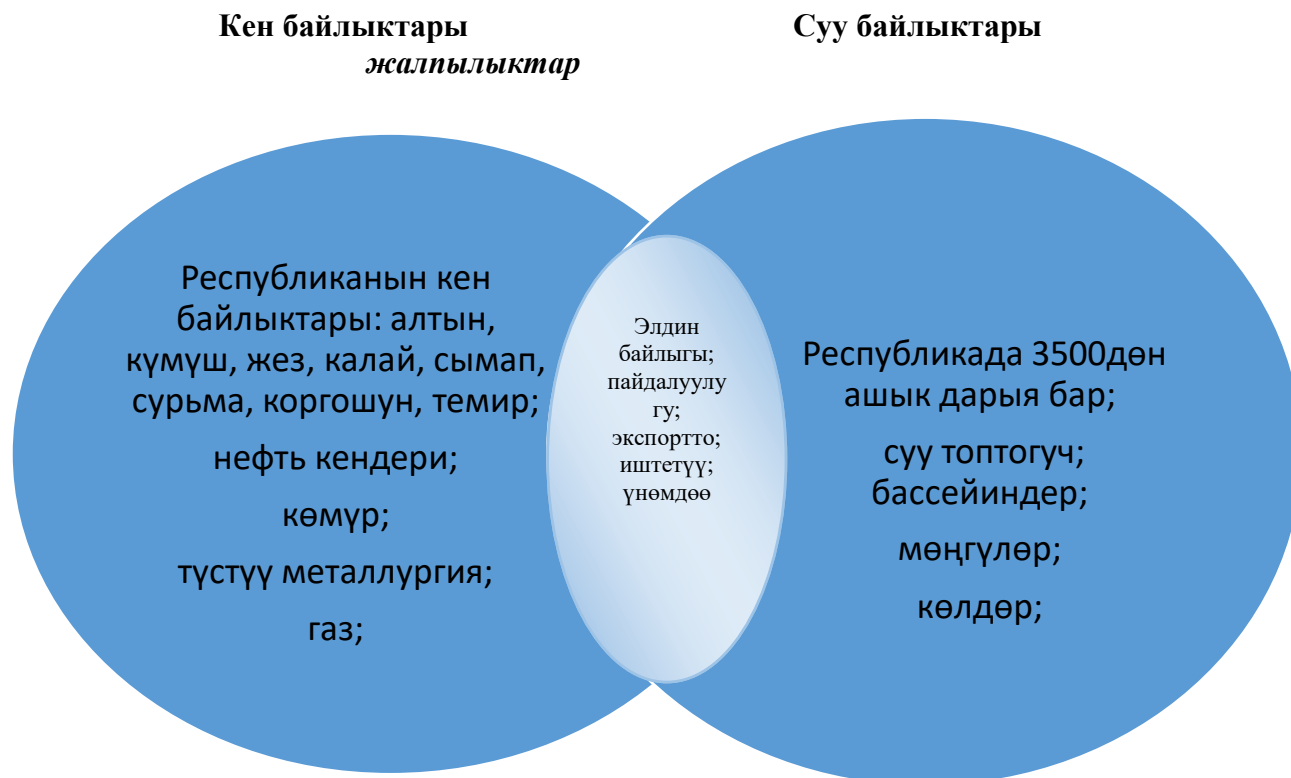 Кен байлыктары
Суу байлыктары
жалпылыктар
Республиканын кен
байлыктары: алтын,
күмүш, жез, калай, сымап,
сурьма, коргошун, темир;
нефть кендери;
көмүр;
түстүү металлургия;
газ;
Элдин
байлыгы;
пайдалуулу
гу;
экспортто;
иштетүү;
үнөмдөө
Республикада 3500дөн
ашык дарыя бар;
суу топтогуч;
бассейиндер;
мөңгүлөр;
көлдөр;